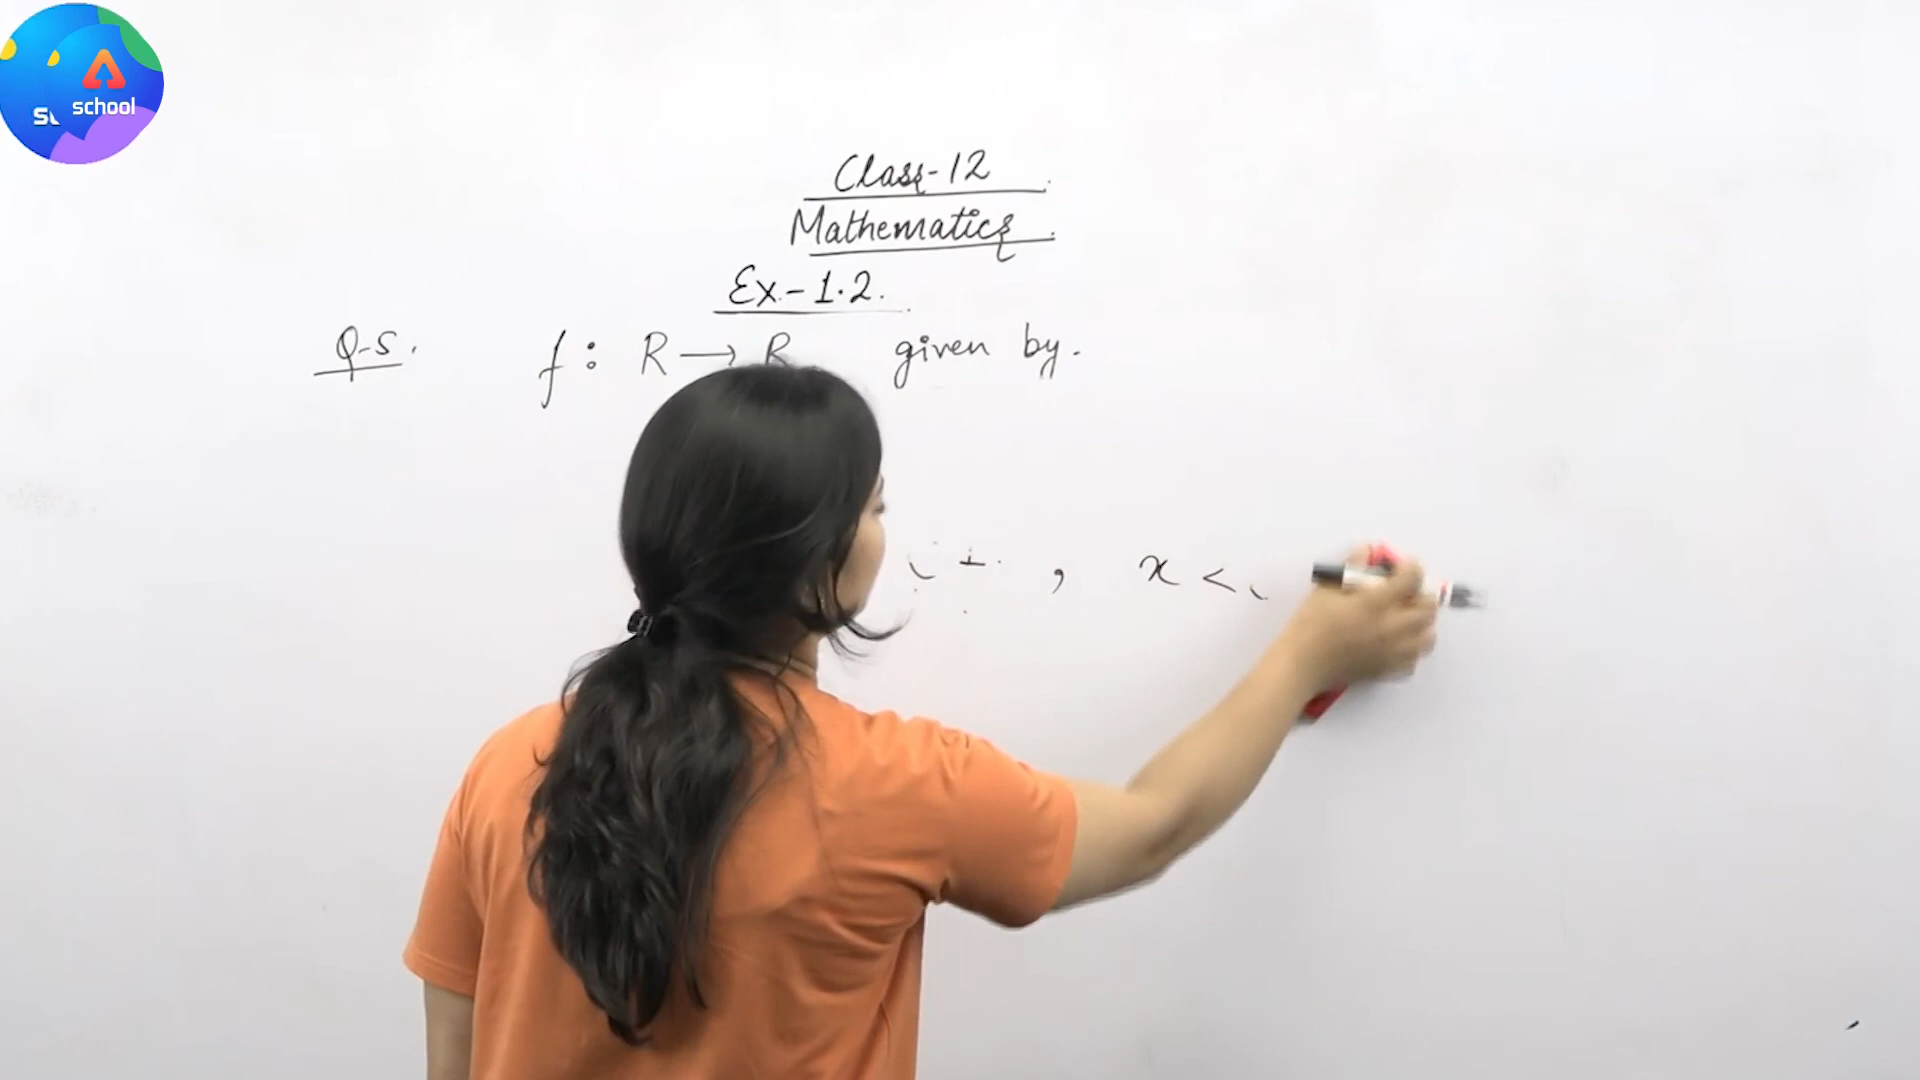 school
Class-12
Mathematics
Ex.-1.2.
Q-5. f: R → R given by.
, x <